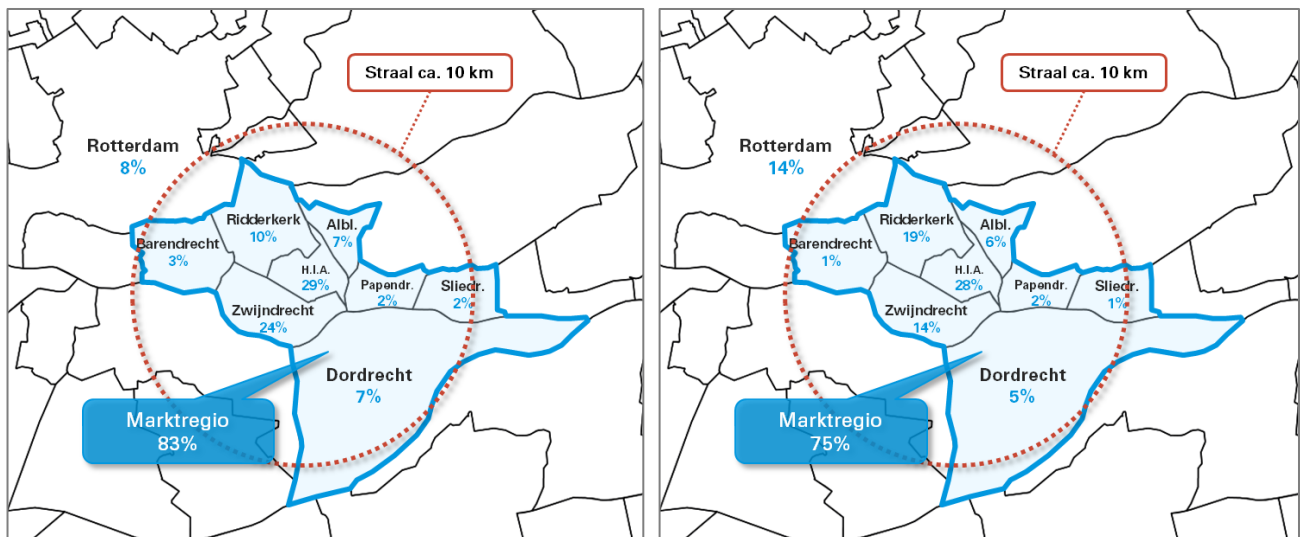 Straal ca. 10 km
Rotterdam
8%
Ridderkerk
10%
Albl.
7%
Barendrecht
3%
H.I.A.
29%
Papendr.
2%
Sliedr.
2%
Zwijndrecht
24%
Dordrecht
7%
Marktregio
83%
Straal ca. 10 km
Rotterdam
14%
Ridderkerk
19%
Albl.
6%
Barendrecht
1%
H.I.A.
28%
Papendr.
2%
Sliedr.
1%
Zwijndrecht
14%
Dordrecht
5%
Marktregio
75%